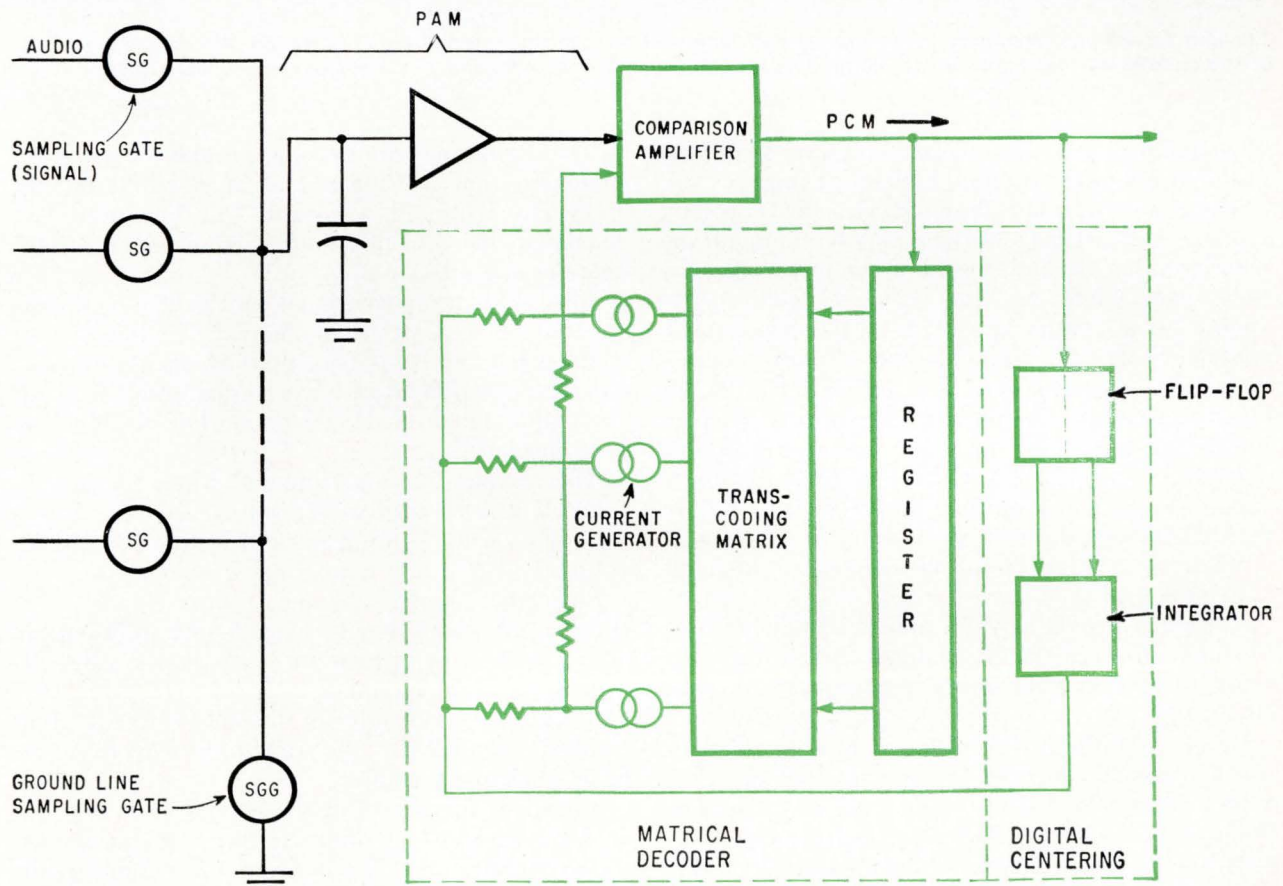 PAM
AUDIO
SG
SAMPLING GATE
(SIGNAL)
COMPARISON
AMPLIFIER
PCM
SG
FLIP-FLOP
REGISTER
CURRENT
GENERATOR
TRANS-
CODING
MATRIX
SG
INTEGRATOR
GROUND LINE
SAMPLING GATE
SGG
MATRICAL
DECODER
DIGITAL
CENTERING